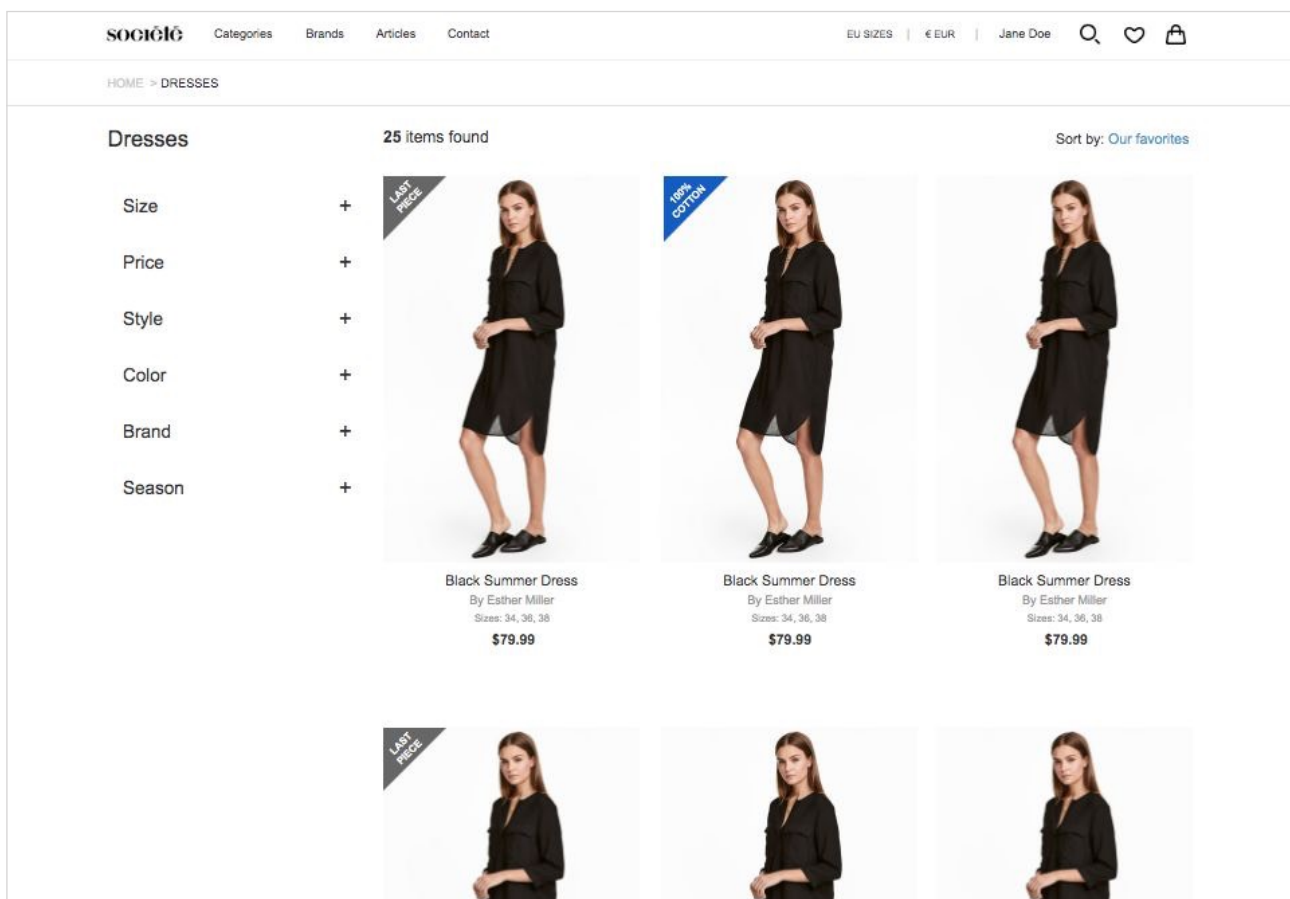 sociėlė Categories Brands Articles Contact EU SIZES | € EUR | Jane Doe
HOME > DRESSES
Dresses
25 items found
Sort by: Our favorites
Size +
Price +
Style +
Color +
Brand +
Season +
LAST
PIECE
100%
COTTON
Black Summer Dress
By Esther Miller
Sizes: 34, 36, 38
$79.99
Black Summer Dress
By Esther Miller
Sizes: 34, 36, 38
$79.99
Black Summer Dress
By Esther Miller
Sizes: 34, 36, 38
$79.99
LAST
PIECE